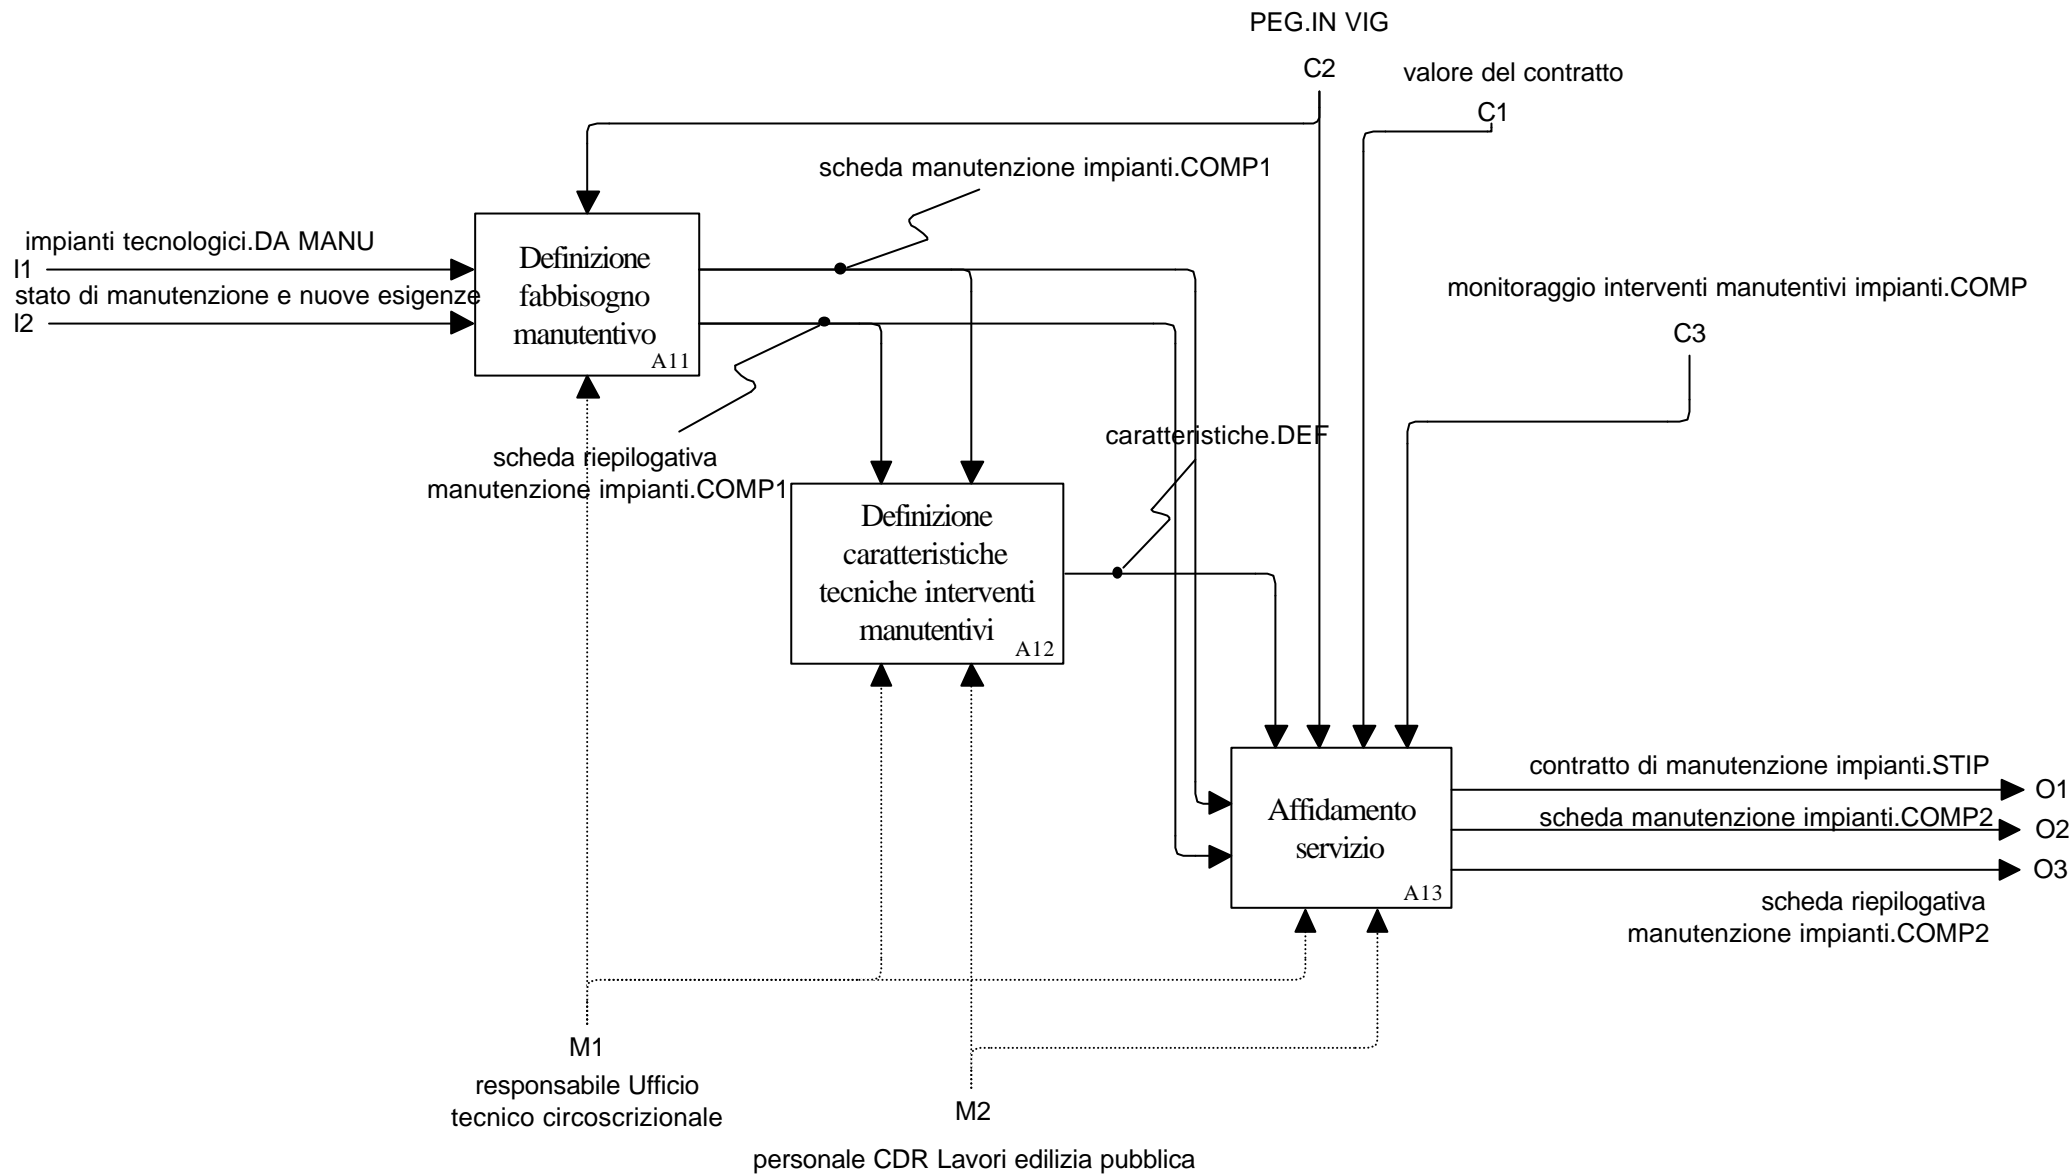 PEG.IN VIG
C2
valore del contratto
C1
scheda manutenzione impianti.COMP1
impianti tecnologici.DA MANU
I1
stato di manutenzione e nuove esigenze
I2
Definizione
fabbisogno
manutentivo
A11
monitoraggio interventi manutentivi impianti.COMP
C3
caratteristiche.DEF
scheda riepilogativa
manutenzione impianti.COMP1
Definizione
caratteristiche
tecniche interventi
manutentivi
A12
contratto di manutenzione impianti.STIP
O1
scheda manutenzione impianti.COMP2
O2
Affidamento
servizio
A13
O3
scheda riepilogativa
manutenzione impianti.COMP2
M1
responsabile Ufficio
tecnico circoscrizionale
M2
personale CDR Lavori edilizia pubblica